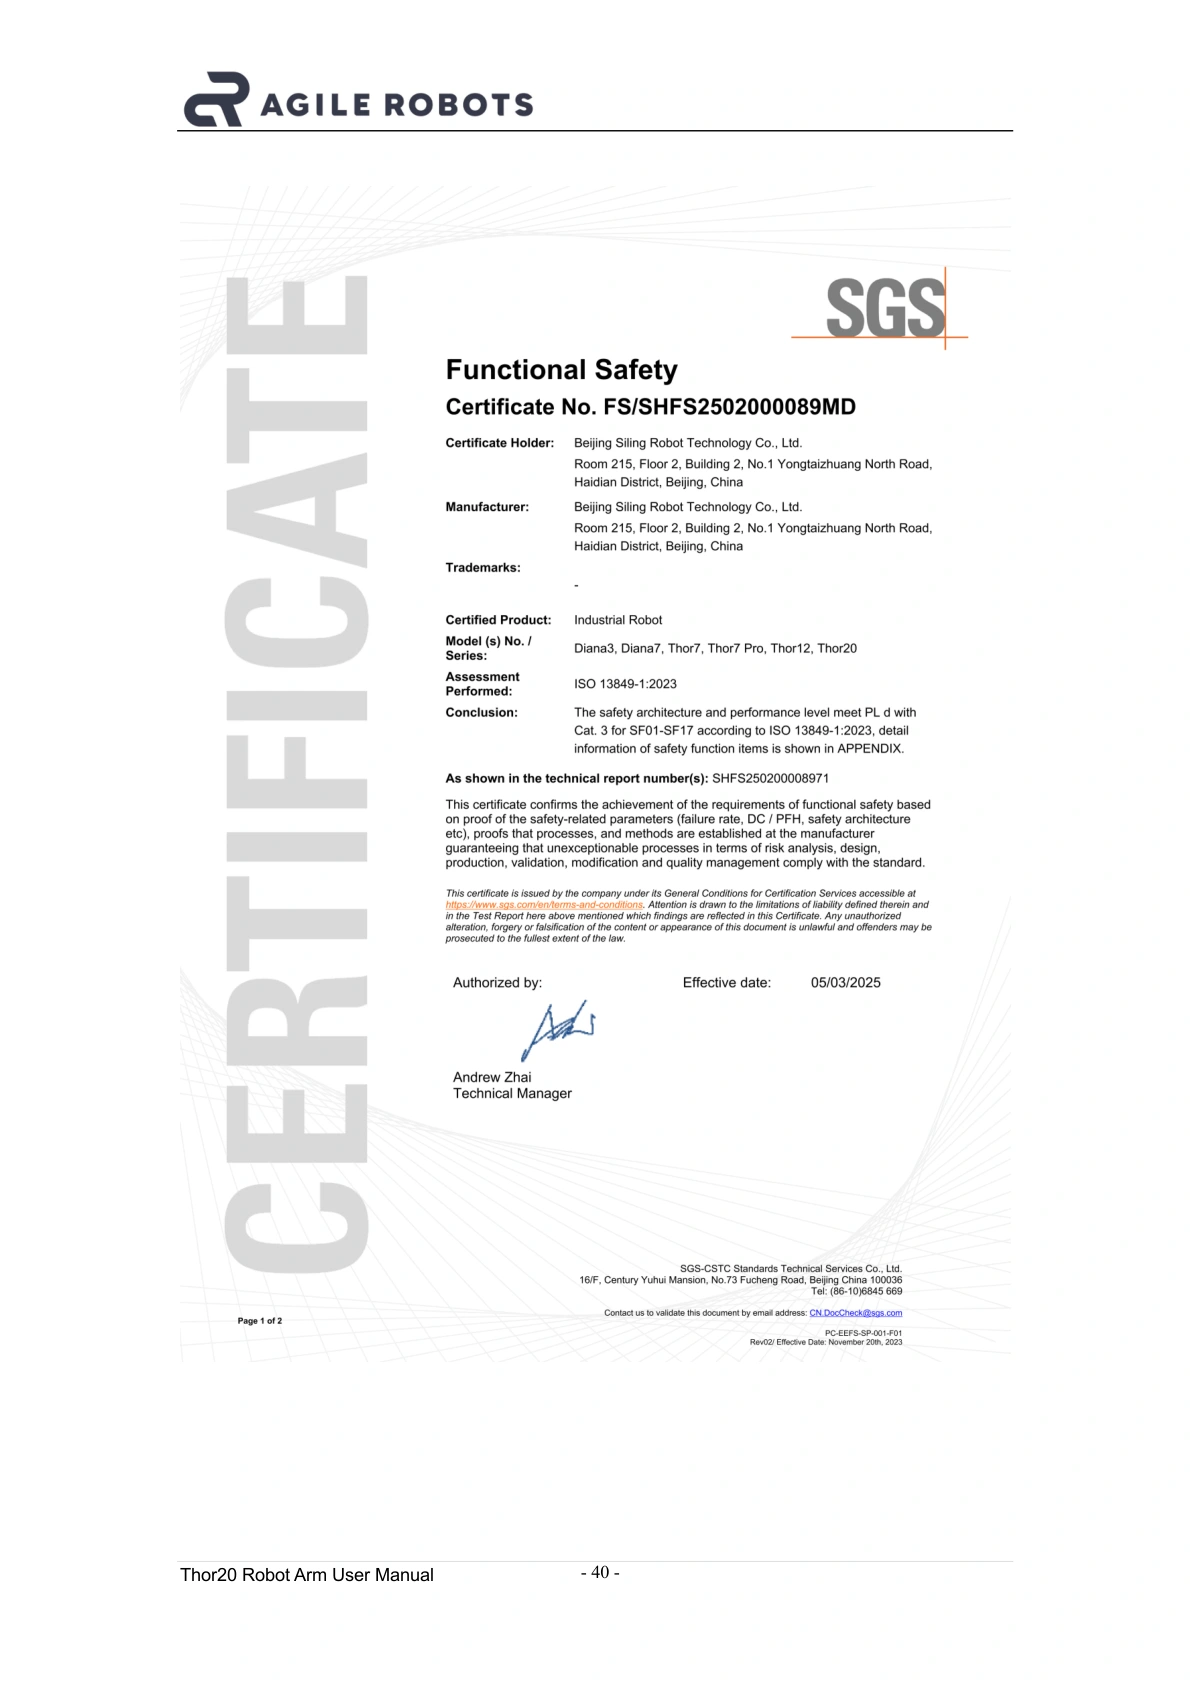 AGILE ROBOTS
CERTIFICATE
SGS
Functional Safety
Certificate No. FS/SHFS2502000089MD
Certificate Holder: Beijing Siling Robot Technology Co., Ltd.
Room 215, Floor 2, Building 2, No.1 Yongtaizhuang North Road,
Haidian District, Beijing, China
Manufacturer: Beijing Siling Robot Technology Co., Ltd.
Room 215, Floor 2, Building 2, No.1 Yongtaizhuang North Road,
Haidian District, Beijing, China
Trademarks:
-
Certified Product: Industrial Robot
Model (s) No. /
Series: Diana3, Diana7, Thor7, Thor7 Pro, Thor12, Thor20
Assessment
Performed: ISO 13849-1:2023
Conclusion: The safety architecture and performance level meet PL d with
Cat. 3 for SF01-SF17 according to ISO 13849-1:2023, detail
information of safety function items is shown in APPENDIX.
As shown in the technical report number(s): SHFS250200008971
This certificate confirms the achievement of the requirements of functional safety based
on proof of the safety-related parameters (failure rate, DC / PFH, safety architecture
etc), proofs that processes, and methods are established at the manufacturer
guaranteeing that unexceptionable processes in terms of risk analysis, design,
production, validation, modification and quality management comply with the standard.
This certificate is issued by the company under its General Conditions for Certification Services accessible at
https://www.sgs.com/en/terms-and-conditions. Attention is drawn to the limitations of liability defined therein and
in the Test Report here above mentioned which findings are reflected in this Certificate. Any unauthorized
alteration, forgery or falsification of the content or appearance of this document is unlawful and offenders may be
prosecuted to the fullest extent of the law.
Authorized by: Effective date: 05/03/2025
Andrew Zhai
Technical Manager
SGS-CSTC Standards Technical Services Co., Ltd.
16/F, Century Yuhui Mansion, No.73 Fucheng Road, Beijing China 100036
Tel: (86-10)6845 669
Contact us to validate this document by email address: CN.DocCheck@sgs.com
Page 1 of 2
PC-EEFS-SP-001-F01
Rev02/ Effective Date: November 20th, 2023
Thor20 Robot Arm User Manual - 40 -